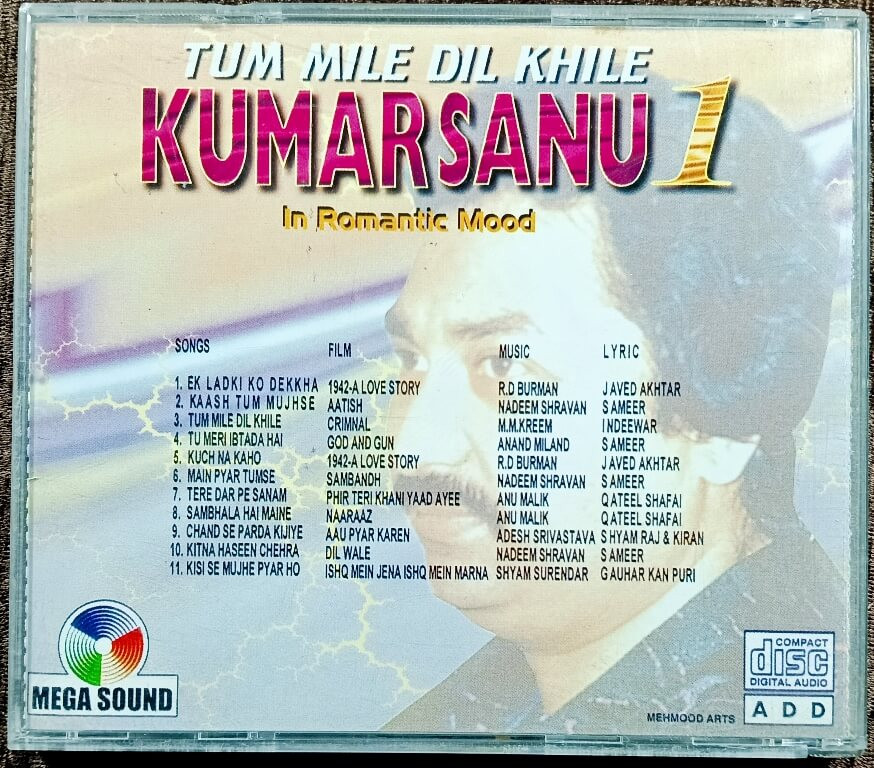 TUM MILE DIL KHILE
KUMARSANU 1
In Romantic Mood
SONGS FILM MUSIC LYRIC
1. EK LADKI KO DEKKHA 1942-A LOVE STORY R.D BURMAN JAVED AKHTAR
2. KAASH TUM MUJHSE AATISH NADEEM SHRAVAN SAMEER
3. TUM MILE DIL KHILE CRIMNAL M.M.KREEM INDEEWAR
4. TU MERI IBTADA HAI GOD AND GUN ANAND MILAND SAMEER
5. KUCH NA KAHO 1942-A LOVE STORY R.D BURMAN JAVED AKHTAR
6. MAIN PYAR TUMSE SAMBANDH NADEEM SHRAVAN SAMEER
7. TERE DAR PE SANAM PHIR TERI KHANI YAAD AYEE ANU MALIK QATEEL SHAFAI
8. SAMBHALA HAI MAINE NAARAAZ ANU MALIK QATEEL SHAFAI
9. CHAND SE PARDA KIJIYE AAU PYAR KAREN ADESH SRIVASTAVA SHYAM RAJ & KIRAN
10. KITNA HASEEN CHEHRA DIL WALE NADEEM SHRAVAN SAMEER
11. KISI SE MUJHE PYAR HO ISHQ MEIN JENA ISHQ MEIN MARNA SHYAM SURENDAR GAUHAR KAN PURI
MEGA SOUND
MEHMOOD ARTS
COMPACT
disc
DIGITAL AUDIO
A D D